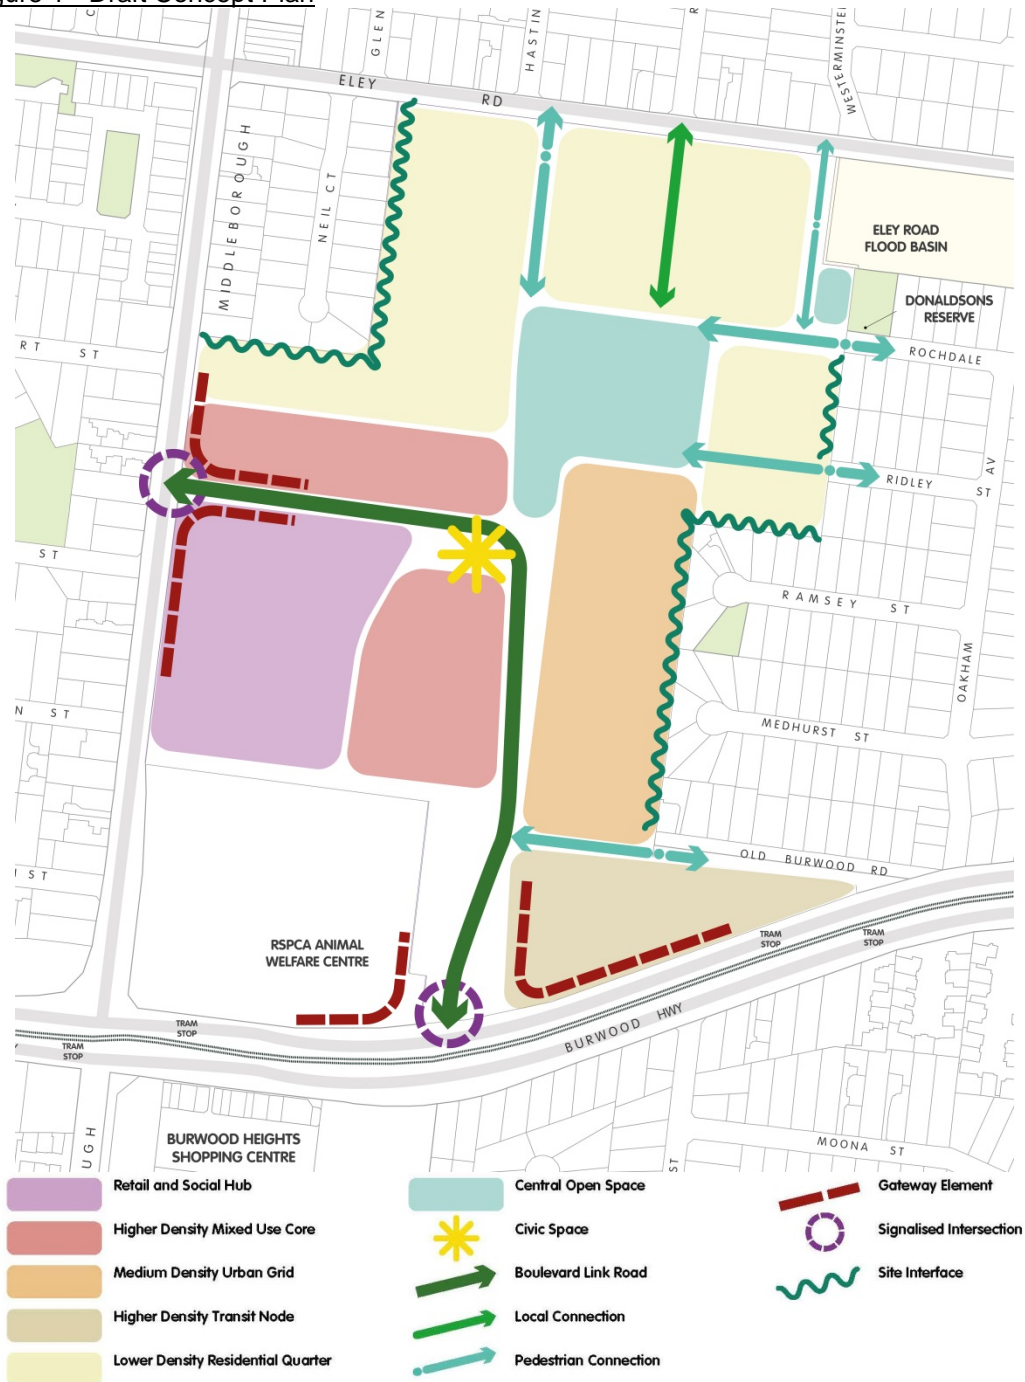 Draft Concept Plan
GLEN
HASTIN
R
WESTERMINSTER
ELEY RD
MIDDLEBOROUGH
NEIL CT
ELEY ROAD
FLOOD BASIN
DONALDSONS
RESERVE
RT ST
ROCHDALE
RIDLEY ST
AV
ST
RAMSEY ST
OAKHAM
N ST
MEDHURST ST
OLD BURWOOD RD
ST
RSPCA ANIMAL
WELFARE CENTRE
TRAM
STOP
TRAM
STOP
TRAM
STOP
TRAM
STOP
BURWOOD HWY
UGH
BURWOOD HEIGHTS
SHOPPING CENTRE
ST
MOONA ST
Retail and Social Hub
Higher Density Mixed Use Core
Medium Density Urban Grid
Higher Density Transit Node
Lower Density Residential Quarter
Central Open Space
Civic Space
Boulevard Link Road
Local Connection
Pedestrian Connection
Gateway Element
Signalised Intersection
Site Interface